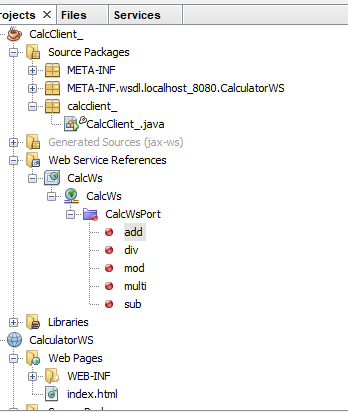 rojects Files Services
CalcClient_
Source Packages
META-INF
META-INF.wsdl.localhost_8080.CalculatorWS
calcclient_
CalcClient_.java
Generated Sources (jax-ws)
Web Service References
CalcWs
CalcWs
CalcWsPort
add
div
mod
multi
sub
Libraries
CalculatorWS
Web Pages
WEB-INF
index.html